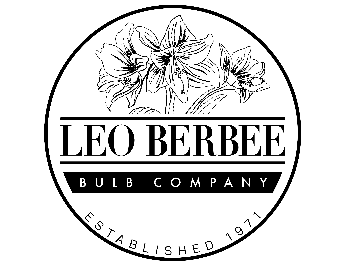 LEO BERBEE
BULB COMPANY
ESTABLISHED 1971